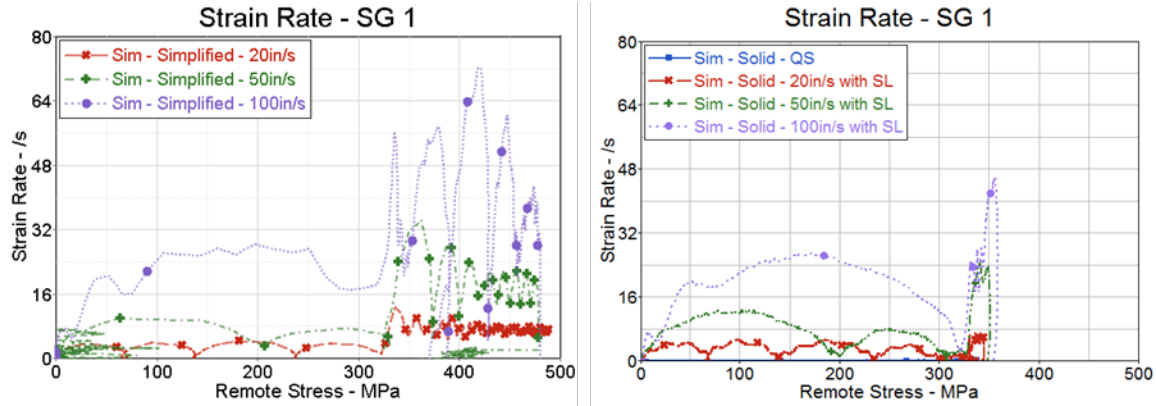 Strain Rate - SG 1
80
64
48
32
16
0
Strain Rate - /s
Sim - Simplified - 20in/s
Sim - Simplified - 50in/s
Sim - Simplified - 100in/s
0 100 200 300 400 500
Remote Stress - MPa
Strain Rate - SG 1
80
64
48
32
16
0
Strain Rate - /s
Sim - Solid - QS
Sim - Solid - 20in/s with SL
Sim - Solid - 50in/s with SL
Sim - Solid - 100in/s with SL
0 100 200 300 400 500
Remote Stress - MPa